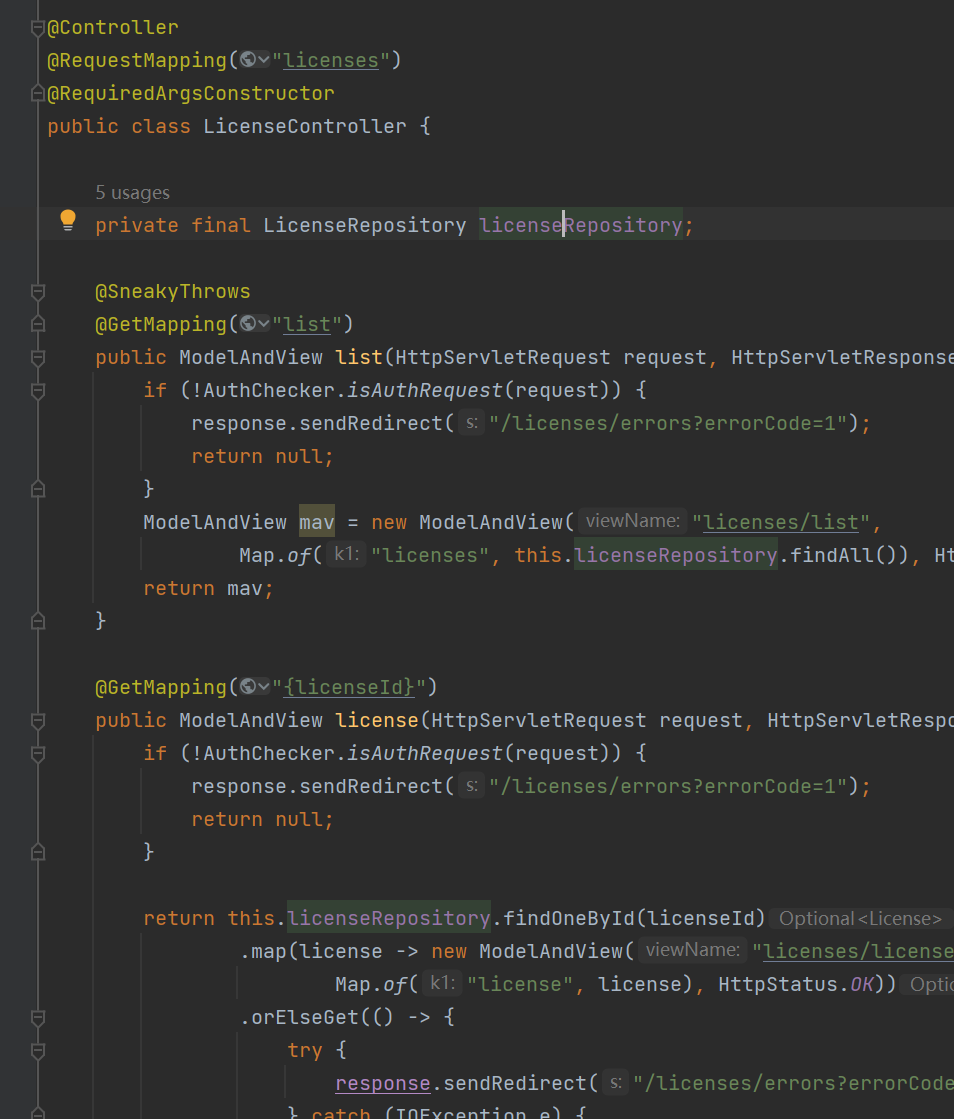 @Controller
@RequestMapping("licenses")
@RequiredArgsConstructor
public class LicenseController {
5 usages
private final LicenseRepository licenseRepository;
@SneakyThrows
@GetMapping("list")
public ModelAndView list(HttpServletRequest request, HttpServletResponse
if (!AuthChecker.isAuthRequest(request)) {
response.sendRedirect( s: "/licenses/errors?errorCode=1");
return null;
}
ModelAndView mav = new ModelAndView( viewName: "licenses/list",
Map.of( k1: "licenses", this.licenseRepository.findAll()), Ht
return mav;
}
@GetMapping("{licenseId}")
public ModelAndView license(HttpServletRequest request, HttpServletRespo
if (!AuthChecker.isAuthRequest(request)) {
response.sendRedirect( s: "/licenses/errors?errorCode=1");
return null;
}
return this.licenseRepository.findOneById(licenseId) Optional<License>
.map(license -> new ModelAndView( viewName: "licenses/license
Map.of( k1: "license", license), HttpStatus.OK)) Optio
.orElseGet(() -> {
try {
response.sendRedirect( s: "/licenses/errors?errorCode
} catch (IOException e) {